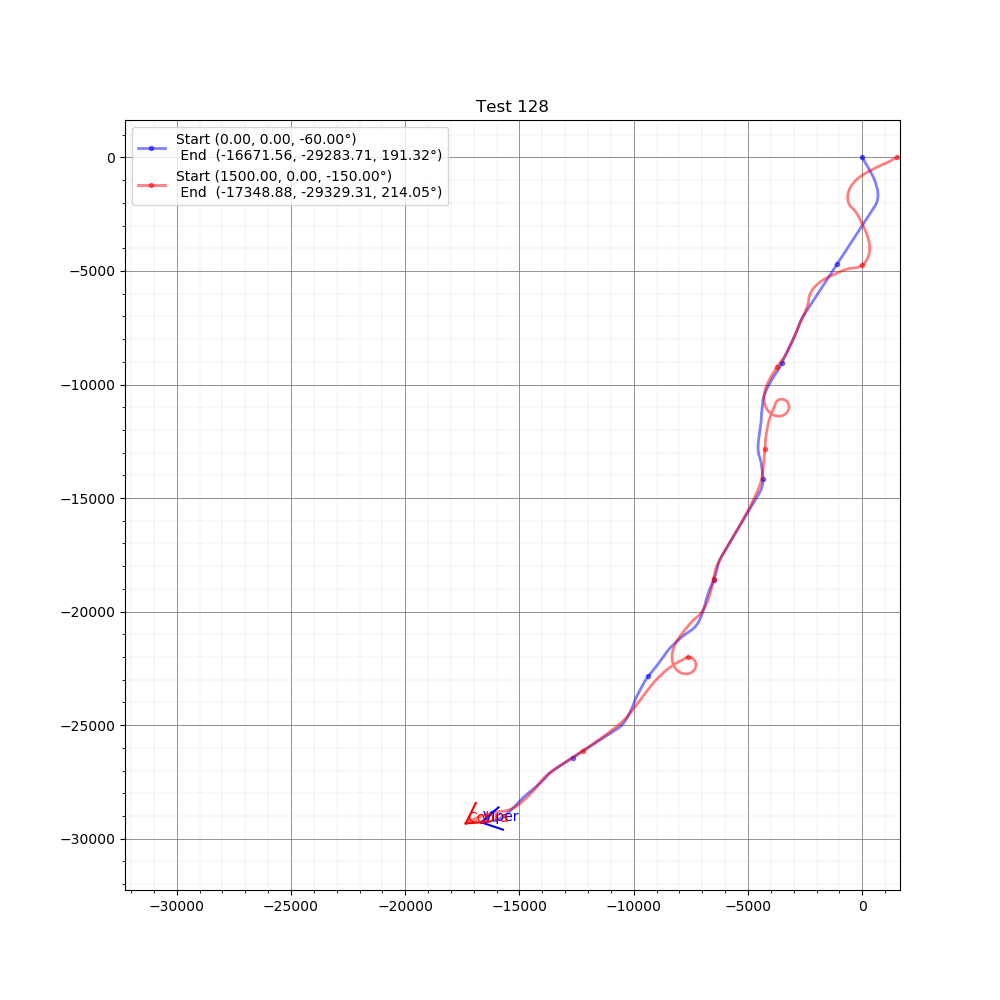 Test 128
Start (0.00, 0.00, -60.00°)
End  (-16671.56, -29283.71, 191.32°)
Start (1500.00, 0.00, -150.00°)
End  (-17348.88, -29329.31, 214.05°)
0
−5000
−10000
−15000
−20000
−25000
−30000
Viper
−30000
−25000
−20000
−15000
−10000
−5000
0